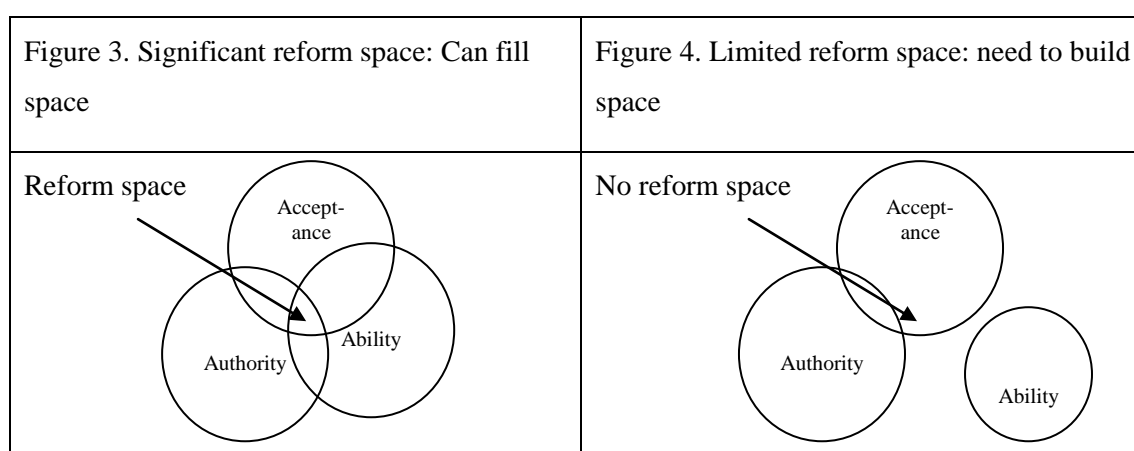 Figure 3. Significant reform space: Can fill
space
Figure 4. Limited reform space: need to build
space
Reform space
Accept-
ance
Authority
Ability
No reform space
Accept-
ance
Authority
Ability